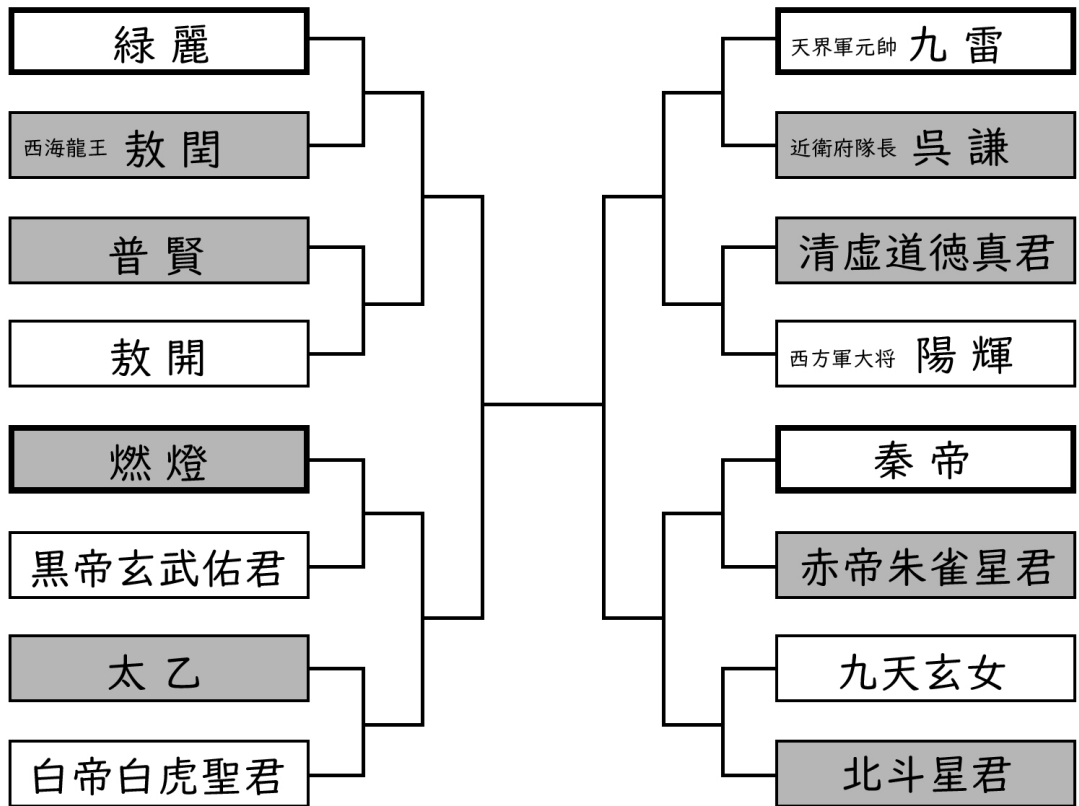 緑麗
西海龍王 敖閏
普賢
敖開
燃燈
黒帝玄武佑君
太乙
白帝白虎聖君
天界軍元帥 九雷
近衛府隊長 呉謙
清虚道徳真君
西方軍大将 陽輝
秦帝
赤帝朱雀星君
九天玄女
北斗星君